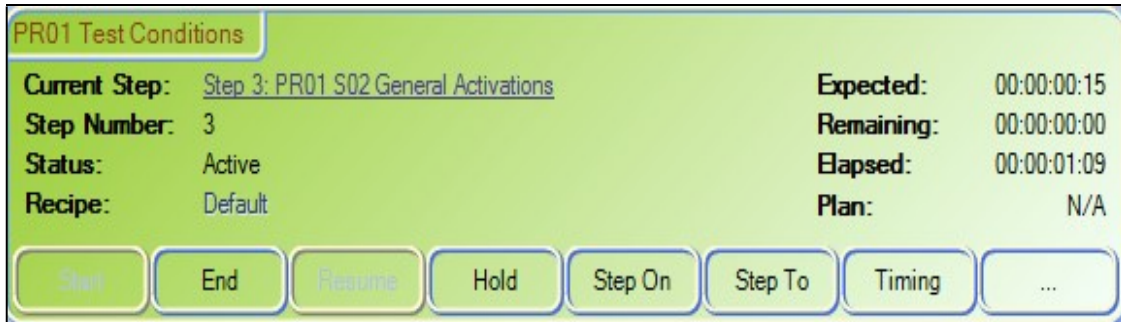 PR01 Test Conditions
Current Step: Step 3: PR01 S02 General Activations Expected: 00:00:00:15
Step Number: 3 Remaining: 00:00:00:00
Status: Active Elapsed: 00:00:01:09
Recipe: Default Plan: N/A
Start End Resume Hold Step On Step To Timing ...